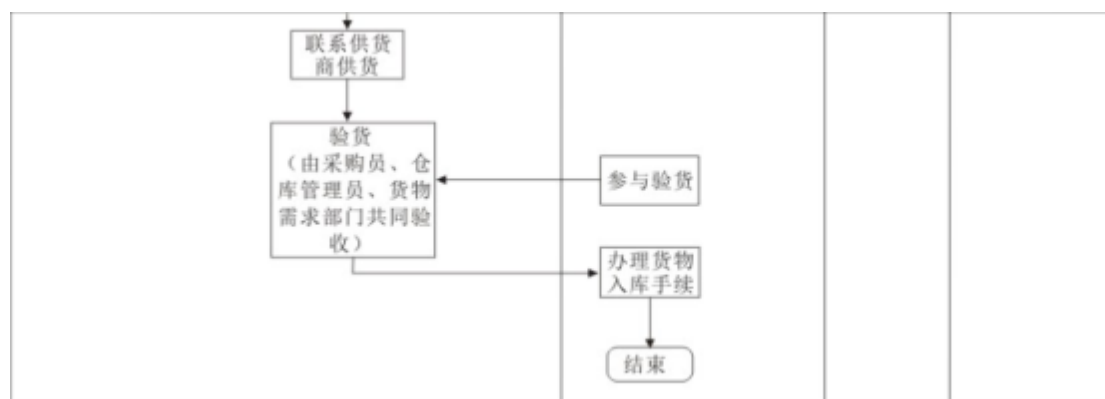 联系供货
商供货
验货
（由采购员、仓
库管理员、货物
需求部门共同验
收）
参与验货
办理货物
入库手续
结束